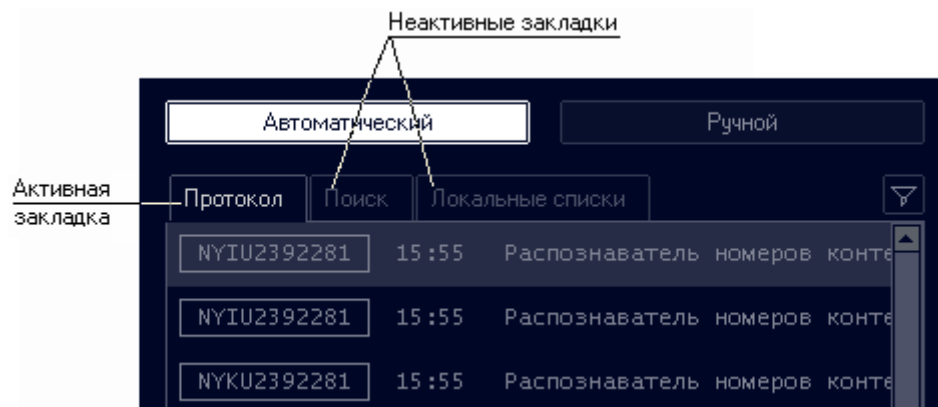 Неактивные закладки
Автоматический Ручной
Активная
закладка
Протокол Поиск Локальные списки
NYIU2392281 15:55 Распознаватель номеров конте
NYIU2392281 15:55 Распознаватель номеров конте
NYKU2392281 15:55 Распознаватель номеров конте